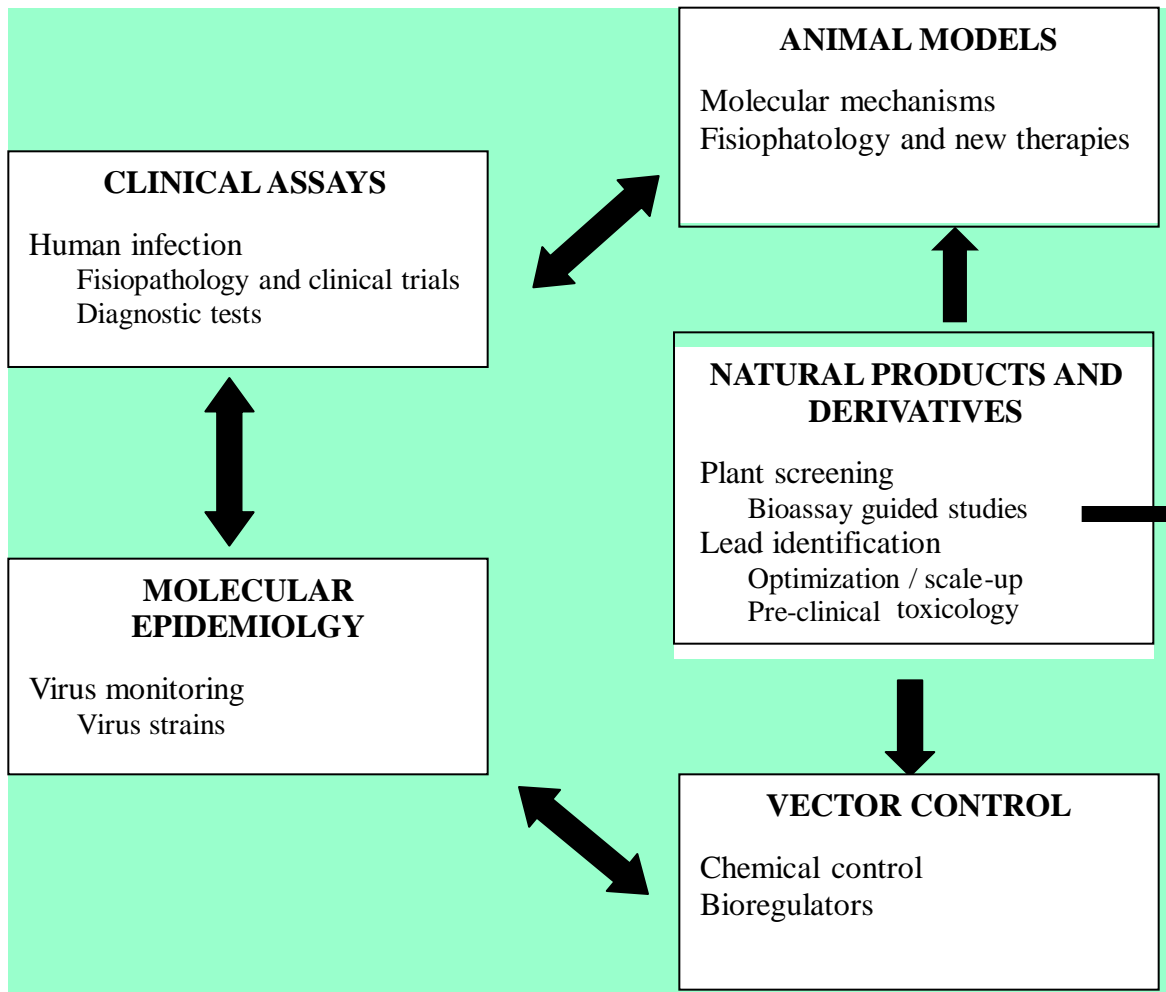 ANIMAL MODELS
Molecular mechanisms
Fisiophatology and new therapies
CLINICAL ASSAYS
Human infection
Fisiopathology and clinical trials
Diagnostic tests
NATURAL PRODUCTS AND
DERIVATIVES
Plant screening
Bioassay guided studies
Lead identification
Optimization / scale-up
Pre-clinical toxicology
MOLECULAR
EPIDEMIOLGY
Virus monitoring
Virus strains
VECTOR CONTROL
Chemical control
Bioregulators